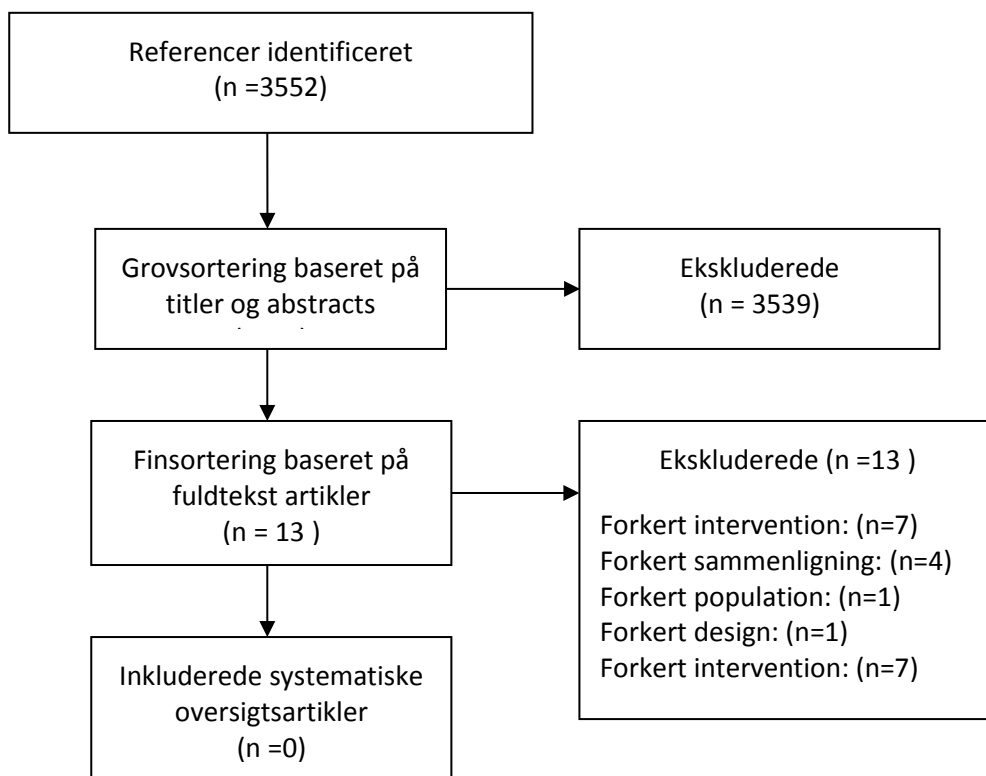 Referencer identificeret
(n =3552)
Grovsortering baseret på
titler og abstracts
Ekskluderede
(n = 3539)
Finsortering baseret på
fuldtekst artikler
(n = 13 )
Ekskluderede (n =13 )
Forkert intervention: (n=7)
Forkert sammenligning: (n=4)
Forkert population: (n=1)
Forkert design: (n=1)
Forkert intervention: (n=7)
Inkluderede systematiske
oversigtsartikler
(n =0)